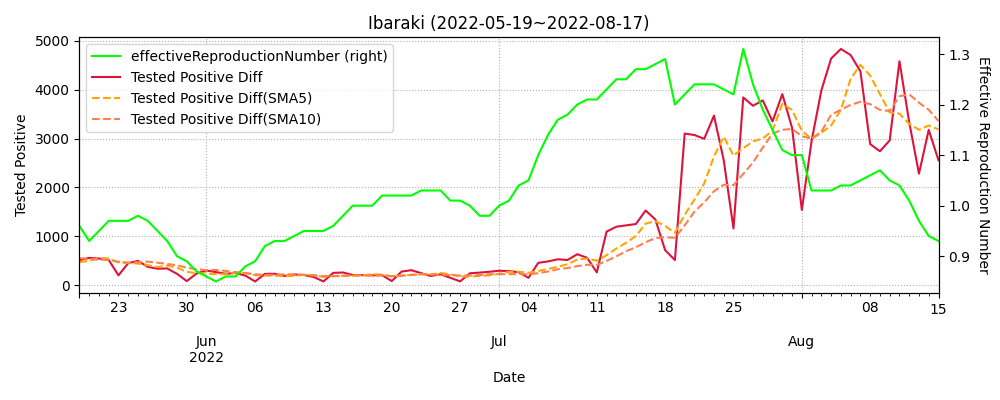 Ibaraki (2022-05-19~2022-08-17)
effectiveReproductionNumber (right)
Tested Positive Diff
Tested Positive Diff(SMA5)
Tested Positive Diff(SMA10)
Tested Positive
5000
4000
3000
2000
1000
0
Effective Reproduction Number
1.3
1.2
1.1
1.0
0.9
23 30 06 13 20 27 04 11 18 25 08 15
Jun Jul Aug
2022
Date